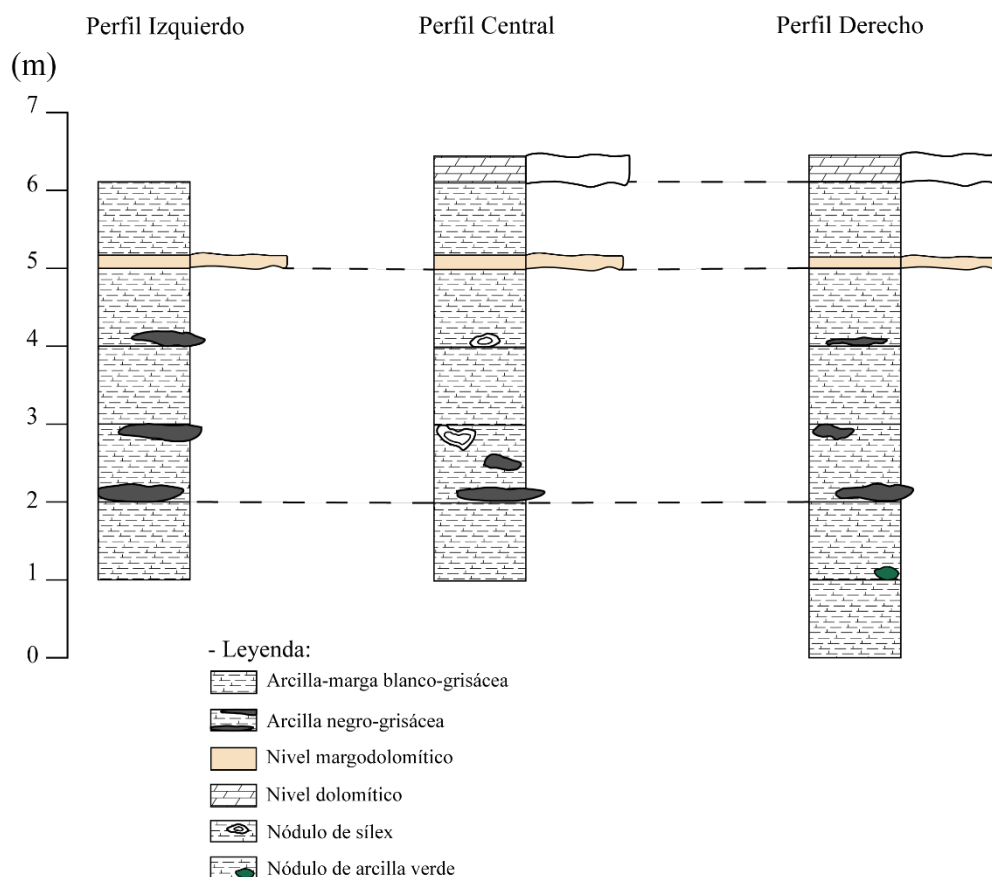 Perfil Izquierdo
Perfil Central
Perfil Derecho
(m)
7
6
5
4
3
2
1
0
- Leyenda:
Arcilla-marga blanco-grisácea
Arcilla negro-grisácea
Nivel margodolomítico
Nivel dolomítico
Nódulo de sílex
Nódulo de arcilla verde